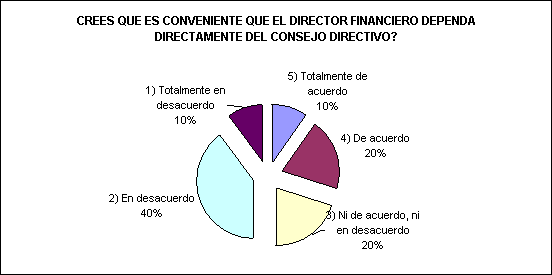 CREES QUE ES CONVENIENTE QUE EL DIRECTOR FINANCIERO DEPENDA
DIRECTAMENTE DEL CONSEJO DIRECTIVO?
1) Totalmente en
desacuerdo
10%
5) Totalmente de
acuerdo
10%
4) De acuerdo
20%
2) En desacuerdo
40%
3) Ni de acuerdo, ni
en desacuerdo
20%